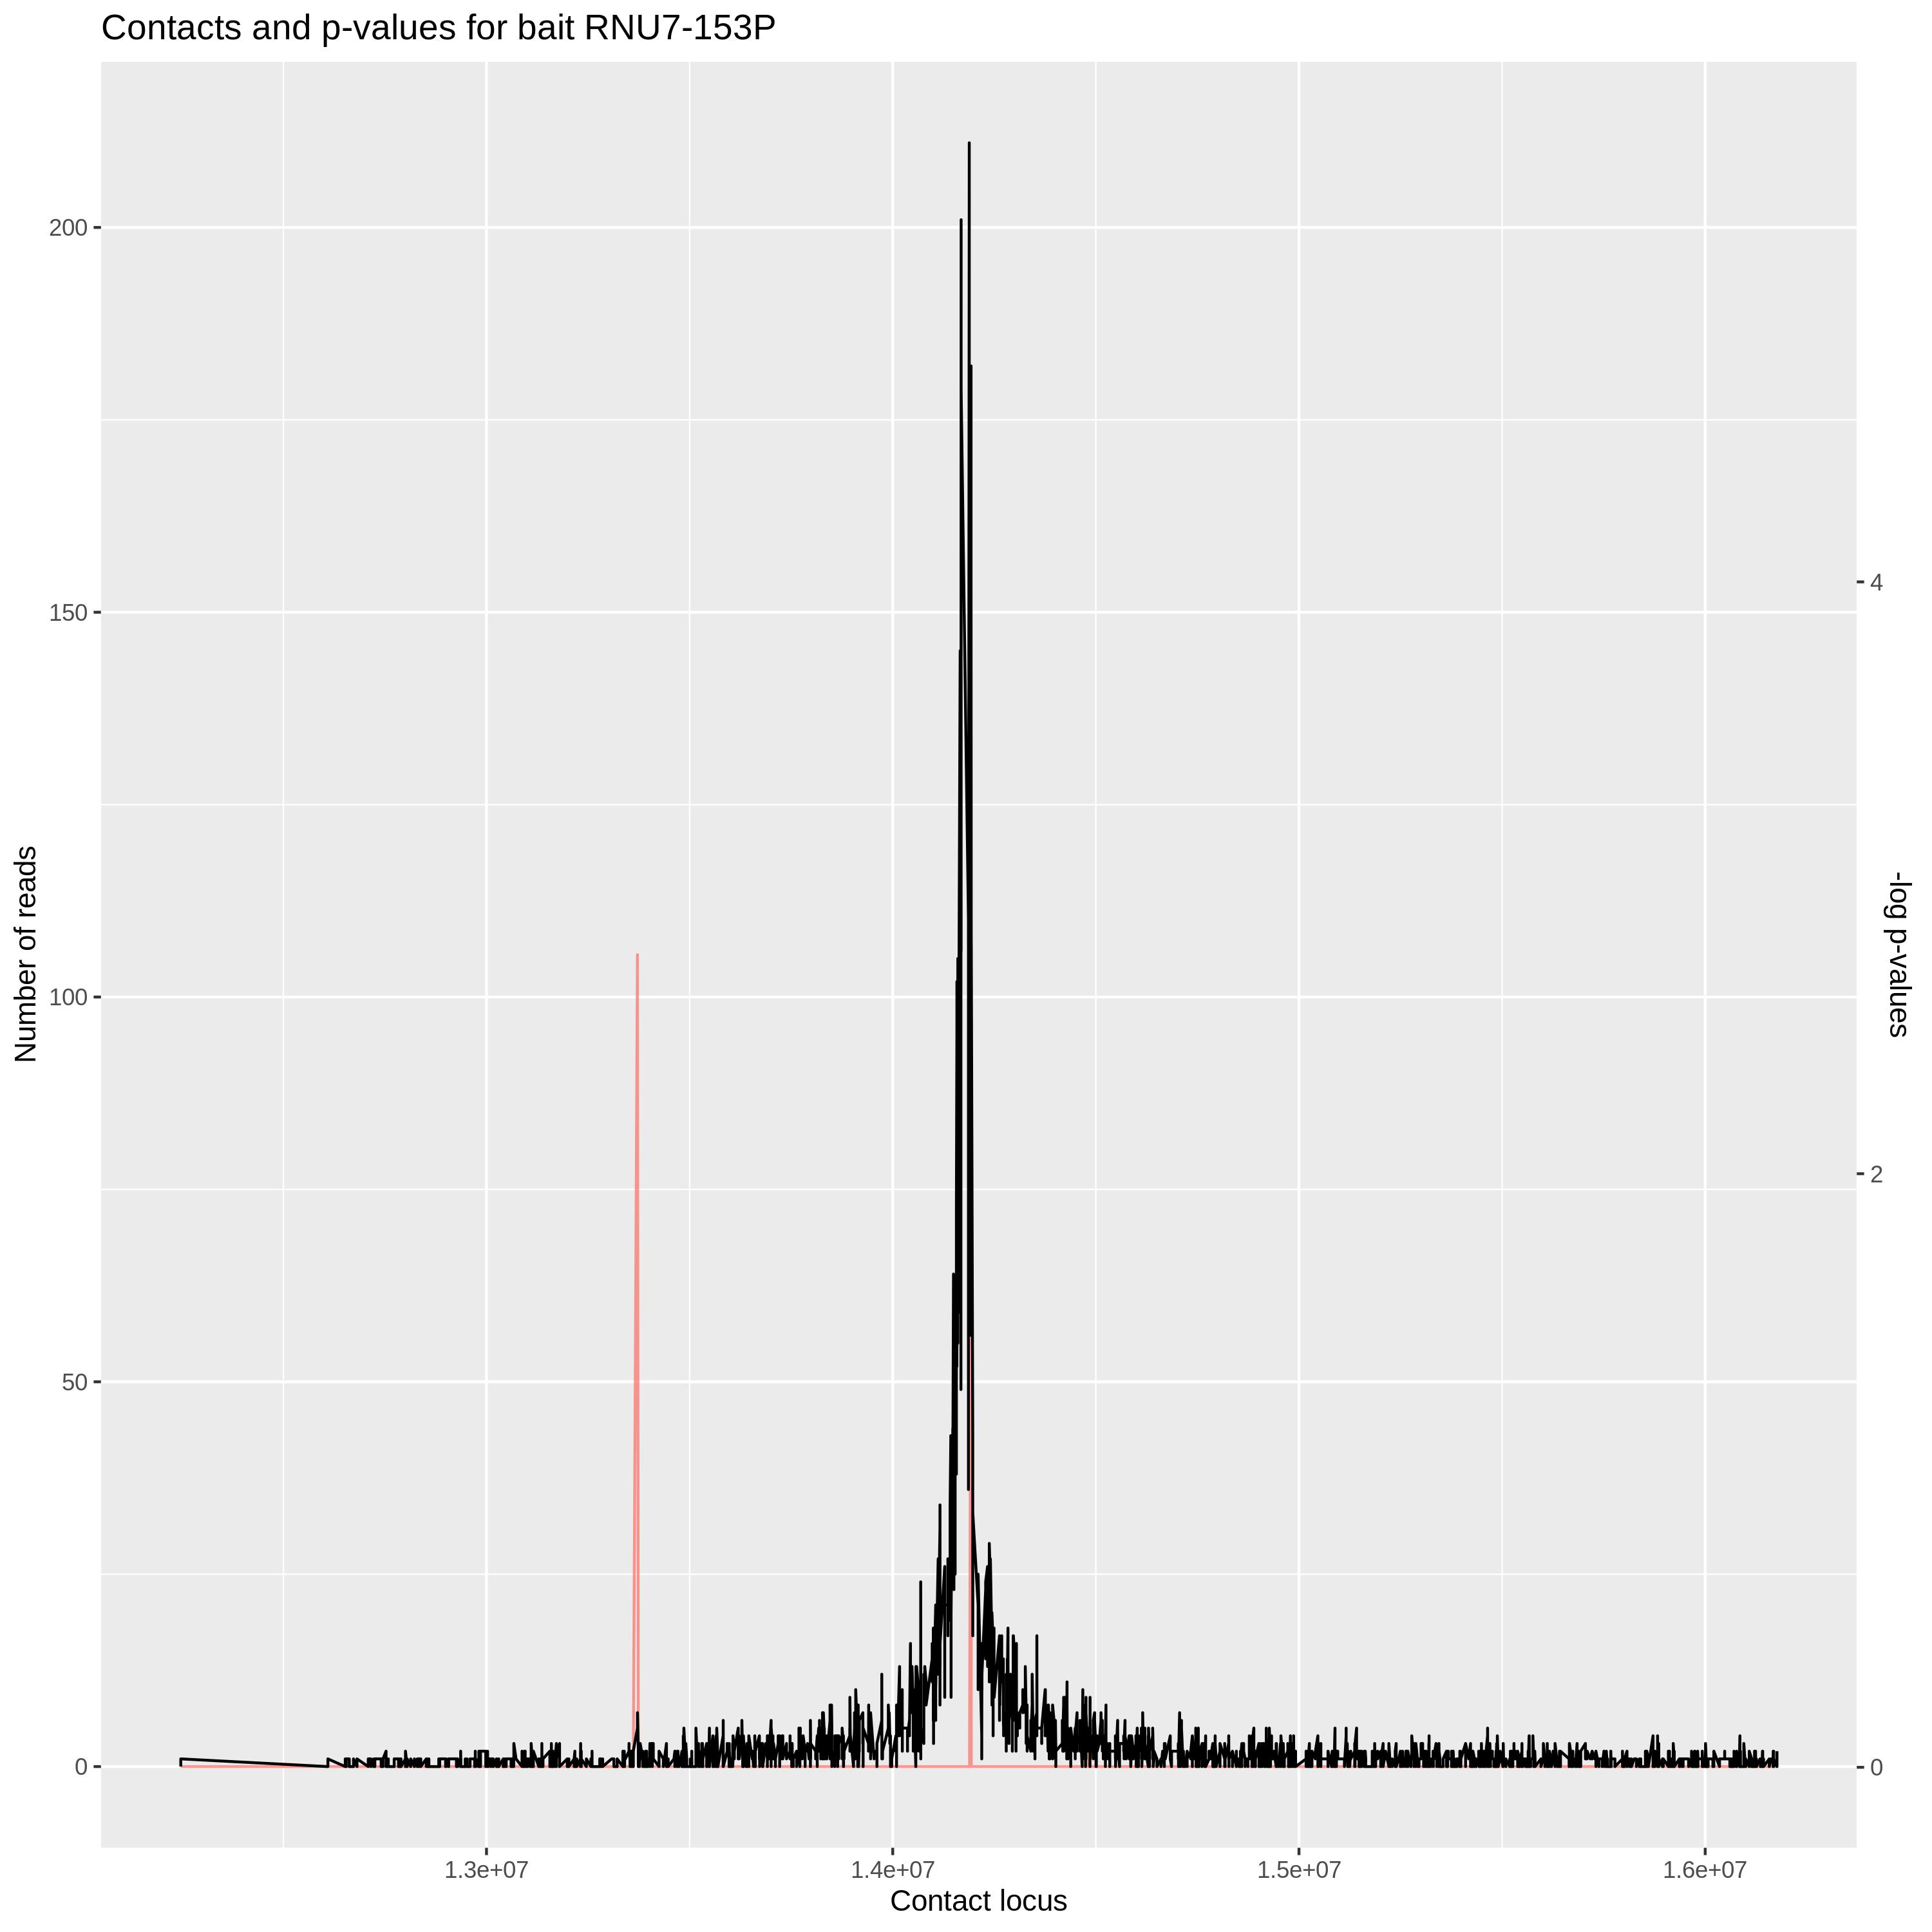 Contacts and p-values for bait RNU7-153P
200
150
100
50
0
Number of reads
4
2
0
-log p-values
1.3e+07
1.4e+07
1.5e+07
1.6e+07
Contact locus